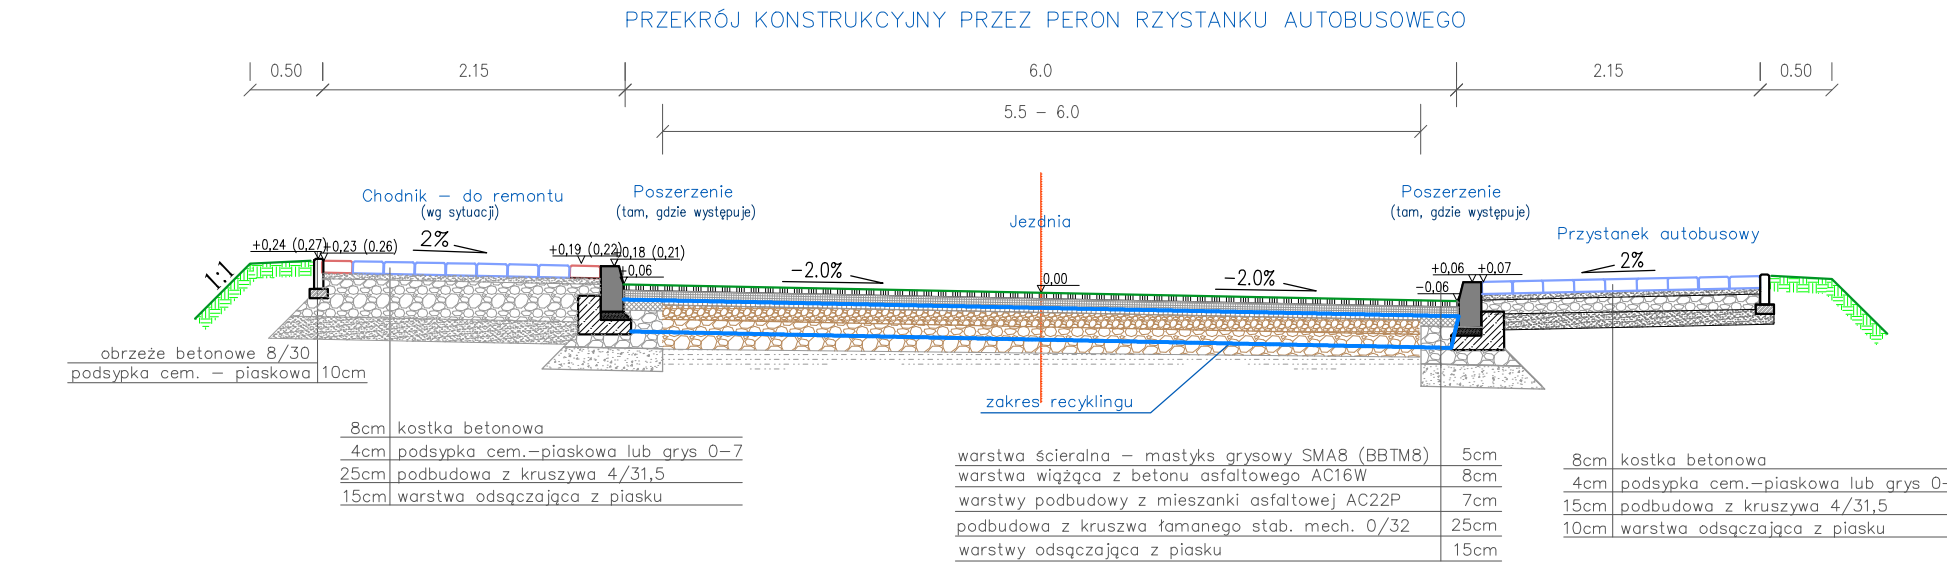 PRZEKRÓJ KONSTRUKCYJNY PRZEZ PERON RZYSTANKU AUTOBUSOWEGO
0.50 2.15 6.0 2.15 0.50
5.5 – 6.0
Chodnik – do remontu
(wg sytuacji)
Poszerzenie
(tam, gdzie występuje)
Jezdnia
Poszerzenie
(tam, gdzie występuje)
Przystanek autobusowy
1:1
+0,24 (0,27)
+0,23 (0,26)
2%
+0,19 (0,22)
+0,18 (0,21)
+0,06
-2.0%
0,00
-2.0%
+0,06
-0,06
+0,07
2%
obrzeże betonowe 8/30
podsypka cem. – piaskowa 10cm
zakres recyklingu
8cm kostka betonowa
4cm podsypka cem.–piaskowa lub grys 0–7
25cm podbudowa z kruszywa 4/31,5
15cm warstwa odsączająca z piasku
warstwa ścieralna – mastyks grysowy SMA8 (BBTM8) 5cm
warstwa wiążąca z betonu asfaltowego AC16W 8cm
warstwy podbudowy z mieszanki asfaltowej AC22P 7cm
podbudowa z kruszwa łamanego stab. mech. 0/32 25cm
warstwy odsączająca z piasku 15cm
8cm kostka betonowa
4cm podsypka cem.–piaskowa lub grys 0–
15cm podbudowa z kruszywa 4/31,5
10cm warstwa odsączająca z piasku